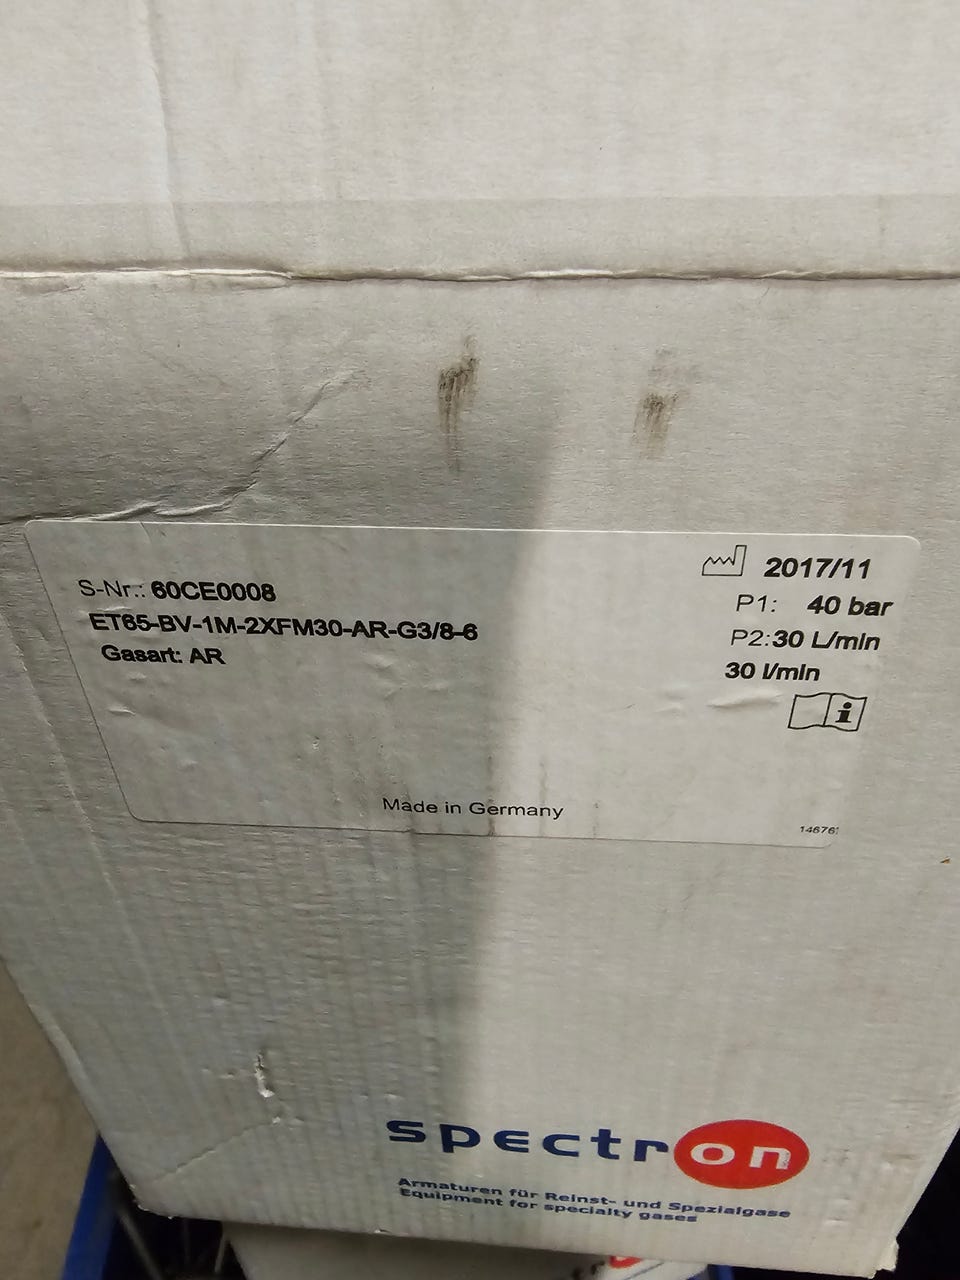 S-Nr.: 60CE0008
ET65-BV-1M-2XFM30-AR-G3/8-6
Gasart: AR
2017/11
P1: 40 bar
P2:30 L/min
30 l/min
i
Made in Germany
spectron
Armaturen für Reinst- und Spezialgase
Equipment for specialty gases